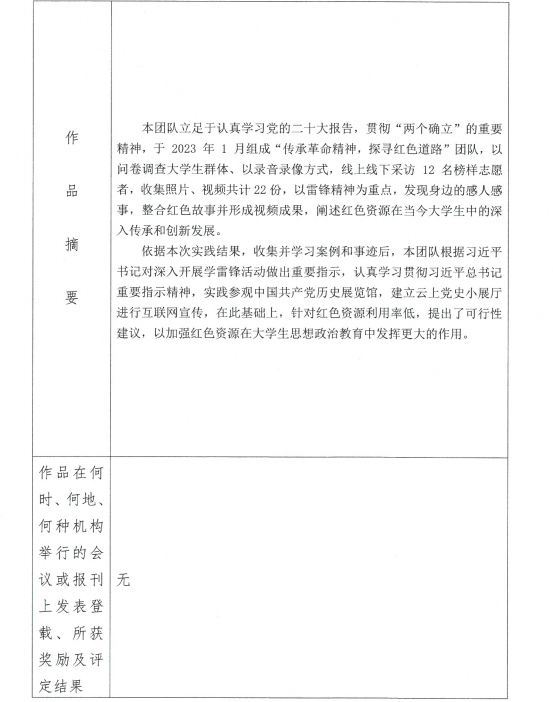 作
品
摘
要
本团队立足于认真学习党的二十大报告，贯彻“两个确立”的重要
精神，于 2023 年 1 月组成“传承革命精神，探寻红色道路”团队，以
问卷调查大学生群体、以录音录像方式，线上线下采访 12 名榜样志愿
者，收集照片、视频共计 22 份，以雷锋精神为重点，发现身边的感人感
事，整合红色故事并形成视频成果，阐述红色资源在当今大学生中的深
入传承和创新发展。
依据本次实践结果，收集并学习案例和事迹后，本团队根据习近平
书记对深入开展学雷锋活动做出重要指示，认真学习贯彻习近平总书记
重要指示精神，实践参观中国共产党历史展览馆，建立云上党史小展厅
进行互联网宣传，在此基础上，针对红色资源利用率低，提出了可行性
建议，以加强红色资源在大学生思想政治教育中发挥更大的作用。
作品在何
时、何地、
何种机构
举行的会
议或报刊
上发表登
载、所获
奖励及评
定结果
无